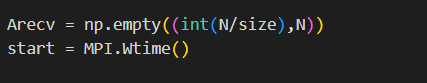 Arecv = np.empty((int(N/size),N))
start = MPI.Wtime()